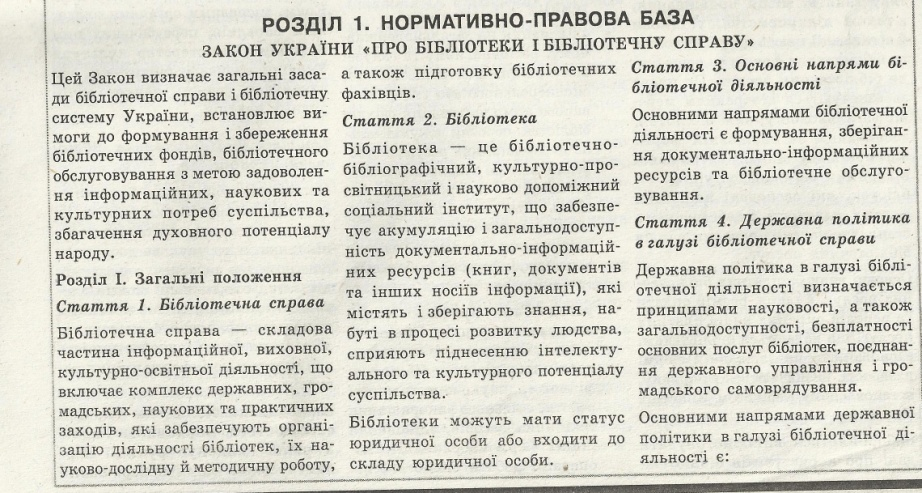 РОЗДІЛ 1. НОРМАТИВНО-ПРАВОВА БАЗА
ЗАКОН УКРАЇНИ «ПРО БІБЛІОТЕКИ І БІБЛІОТЕЧНУ СПРАВУ»
Цей Закон визначає загальні заса-
ди бібліотечної справи і бібліотечну
систему України, встановлює ви-
моги до формування і збереження
бібліотечних фондів, бібліотечного
обслуговування з метою задоволен-
ня інформаційних, наукових та
культурних потреб суспільства,
збагачення духовного потенціалу
народу.
Розділ I. Загальні положення
Стаття 1. Бібліотечна справа
Бібліотечна справа — складова
частина інформаційної, виховної,
культурно-освітньої діяльності, що
включає комплекс державних, гро-
мадських, наукових та практичних
заходів, які забезпечують органі-
зацію діяльності бібліотек, їх на-
уково-дослідну й методичну роботу,
а також підготовку бібліотечних
фахівців.
Стаття 2. Бібліотека
Бібліотека — це бібліотечно-
бібліографічний, культурно-про-
світницький і науково допоміжний
соціальний інститут, що забезпе-
чує акумуляцію і загальнодоступ-
ність документально-інформацій-
них ресурсів (книг, документів
та інших носіїв інформації), які
містять і зберігають знання, на-
буті в процесі розвитку людства,
сприяють піднесенню інтелекту-
ального та культурного потенціалу
суспільства.
Бібліотеки можуть мати статус
юридичної особи або входити до
складу юридичної особи.
Стаття 3. Основні напрями бі-
бліотечної діяльності
Основними напрямами бібліотечної
діяльності є формування, зберіган-
ня документально-інформаційних
ресурсів та бібліотечне обслуго-
вування.
Стаття 4. Державна політика
в галузі бібліотечної справи
Державна політика в галузі біблі-
отечної діяльності визначається
принципами науковості, а також
загальнодоступності, безплатності
основних послуг бібліотек, поєднан-
ня державного управління і гро-
мадського самоврядування.
Основними напрямами державної
політики в галузі бібліотечної ді-
яльності є: